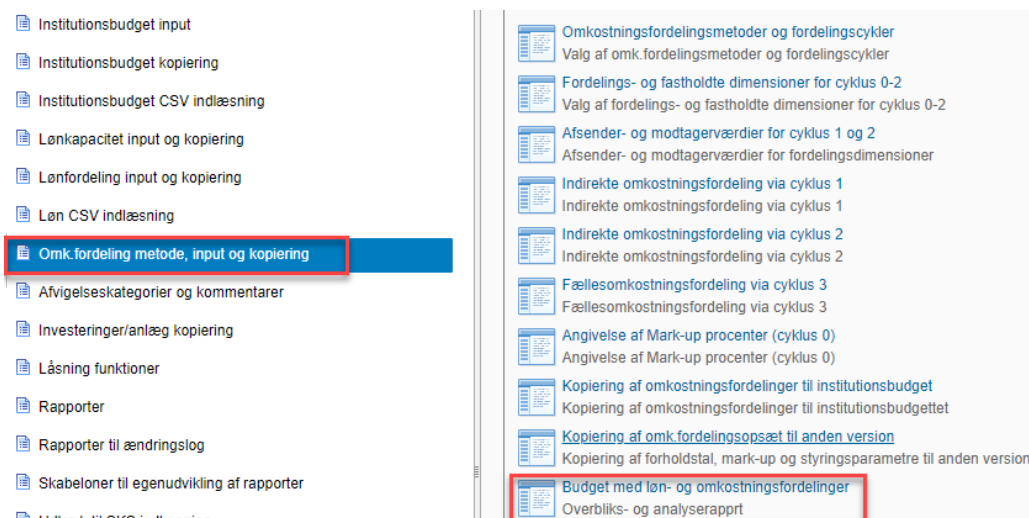 Institutionsbudget input
Institutionsbudget kopiering
Institutionsbudget CSV indlæsning
Lønkapacitet input og kopiering
Lønfordeling input og kopiering
Løn CSV indlæsning
Omk.fordeling metode, input og kopiering
Afvigelseskategorier og kommentarer
Investeringer/anlæg kopiering
Låsning funktioner
Rapporter
Rapporter til ændringslog
Skabeloner til egenudvikling af rapporter
Omkostningsfordelingsmetoder og fordelingscykler
Valg af omk.fordelingsmetoder og fordelingscykler
Fordelings- og fastholdte dimensioner for cyklus 0-2
Valg af fordelings- og fastholdte dimensioner for cyklus 0-2
Afsender- og modtagerværdier for cyklus 1 og 2
Afsender- og modtagerværdier for fordelingsdimensioner
Indirekte omkostningsfordeling via cyklus 1
Indirekte omkostningsfordeling via cyklus 1
Indirekte omkostningsfordeling via cyklus 2
Indirekte omkostningsfordeling via cyklus 2
Fællesomkostningsfordeling via cyklus 3
Fællesomkostningsfordeling via cyklus 3
Angivelse af Mark-up procenter (cyklus 0)
Angivelse af Mark-up procenter (cyklus 0)
Kopiering af omkostningsfordelinger til institutionsbudget
Kopiering af omkostningsfordelinger til institutionsbudgettet
Kopiering af omk.fordelingsopsæt til anden version
Kopiering af forholdstal, mark-up og styringsparametre til anden version
Budget med løn- og omkostningsfordelinger
Overbliks- og analyserapprt